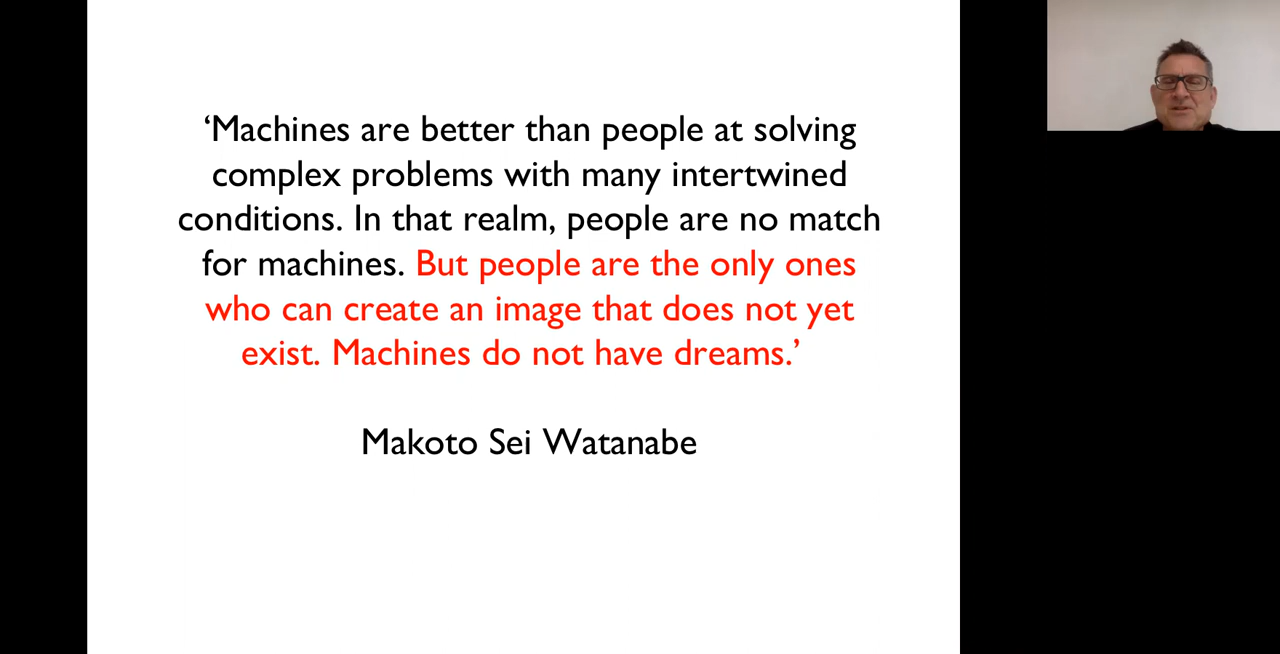 ‘Machines are better than people at solving
complex problems with many intertwined
conditions. In that realm, people are no match
for machines. But people are the only ones
who can create an image that does not yet
exist. Machines do not have dreams.’
Makoto Sei Watanabe